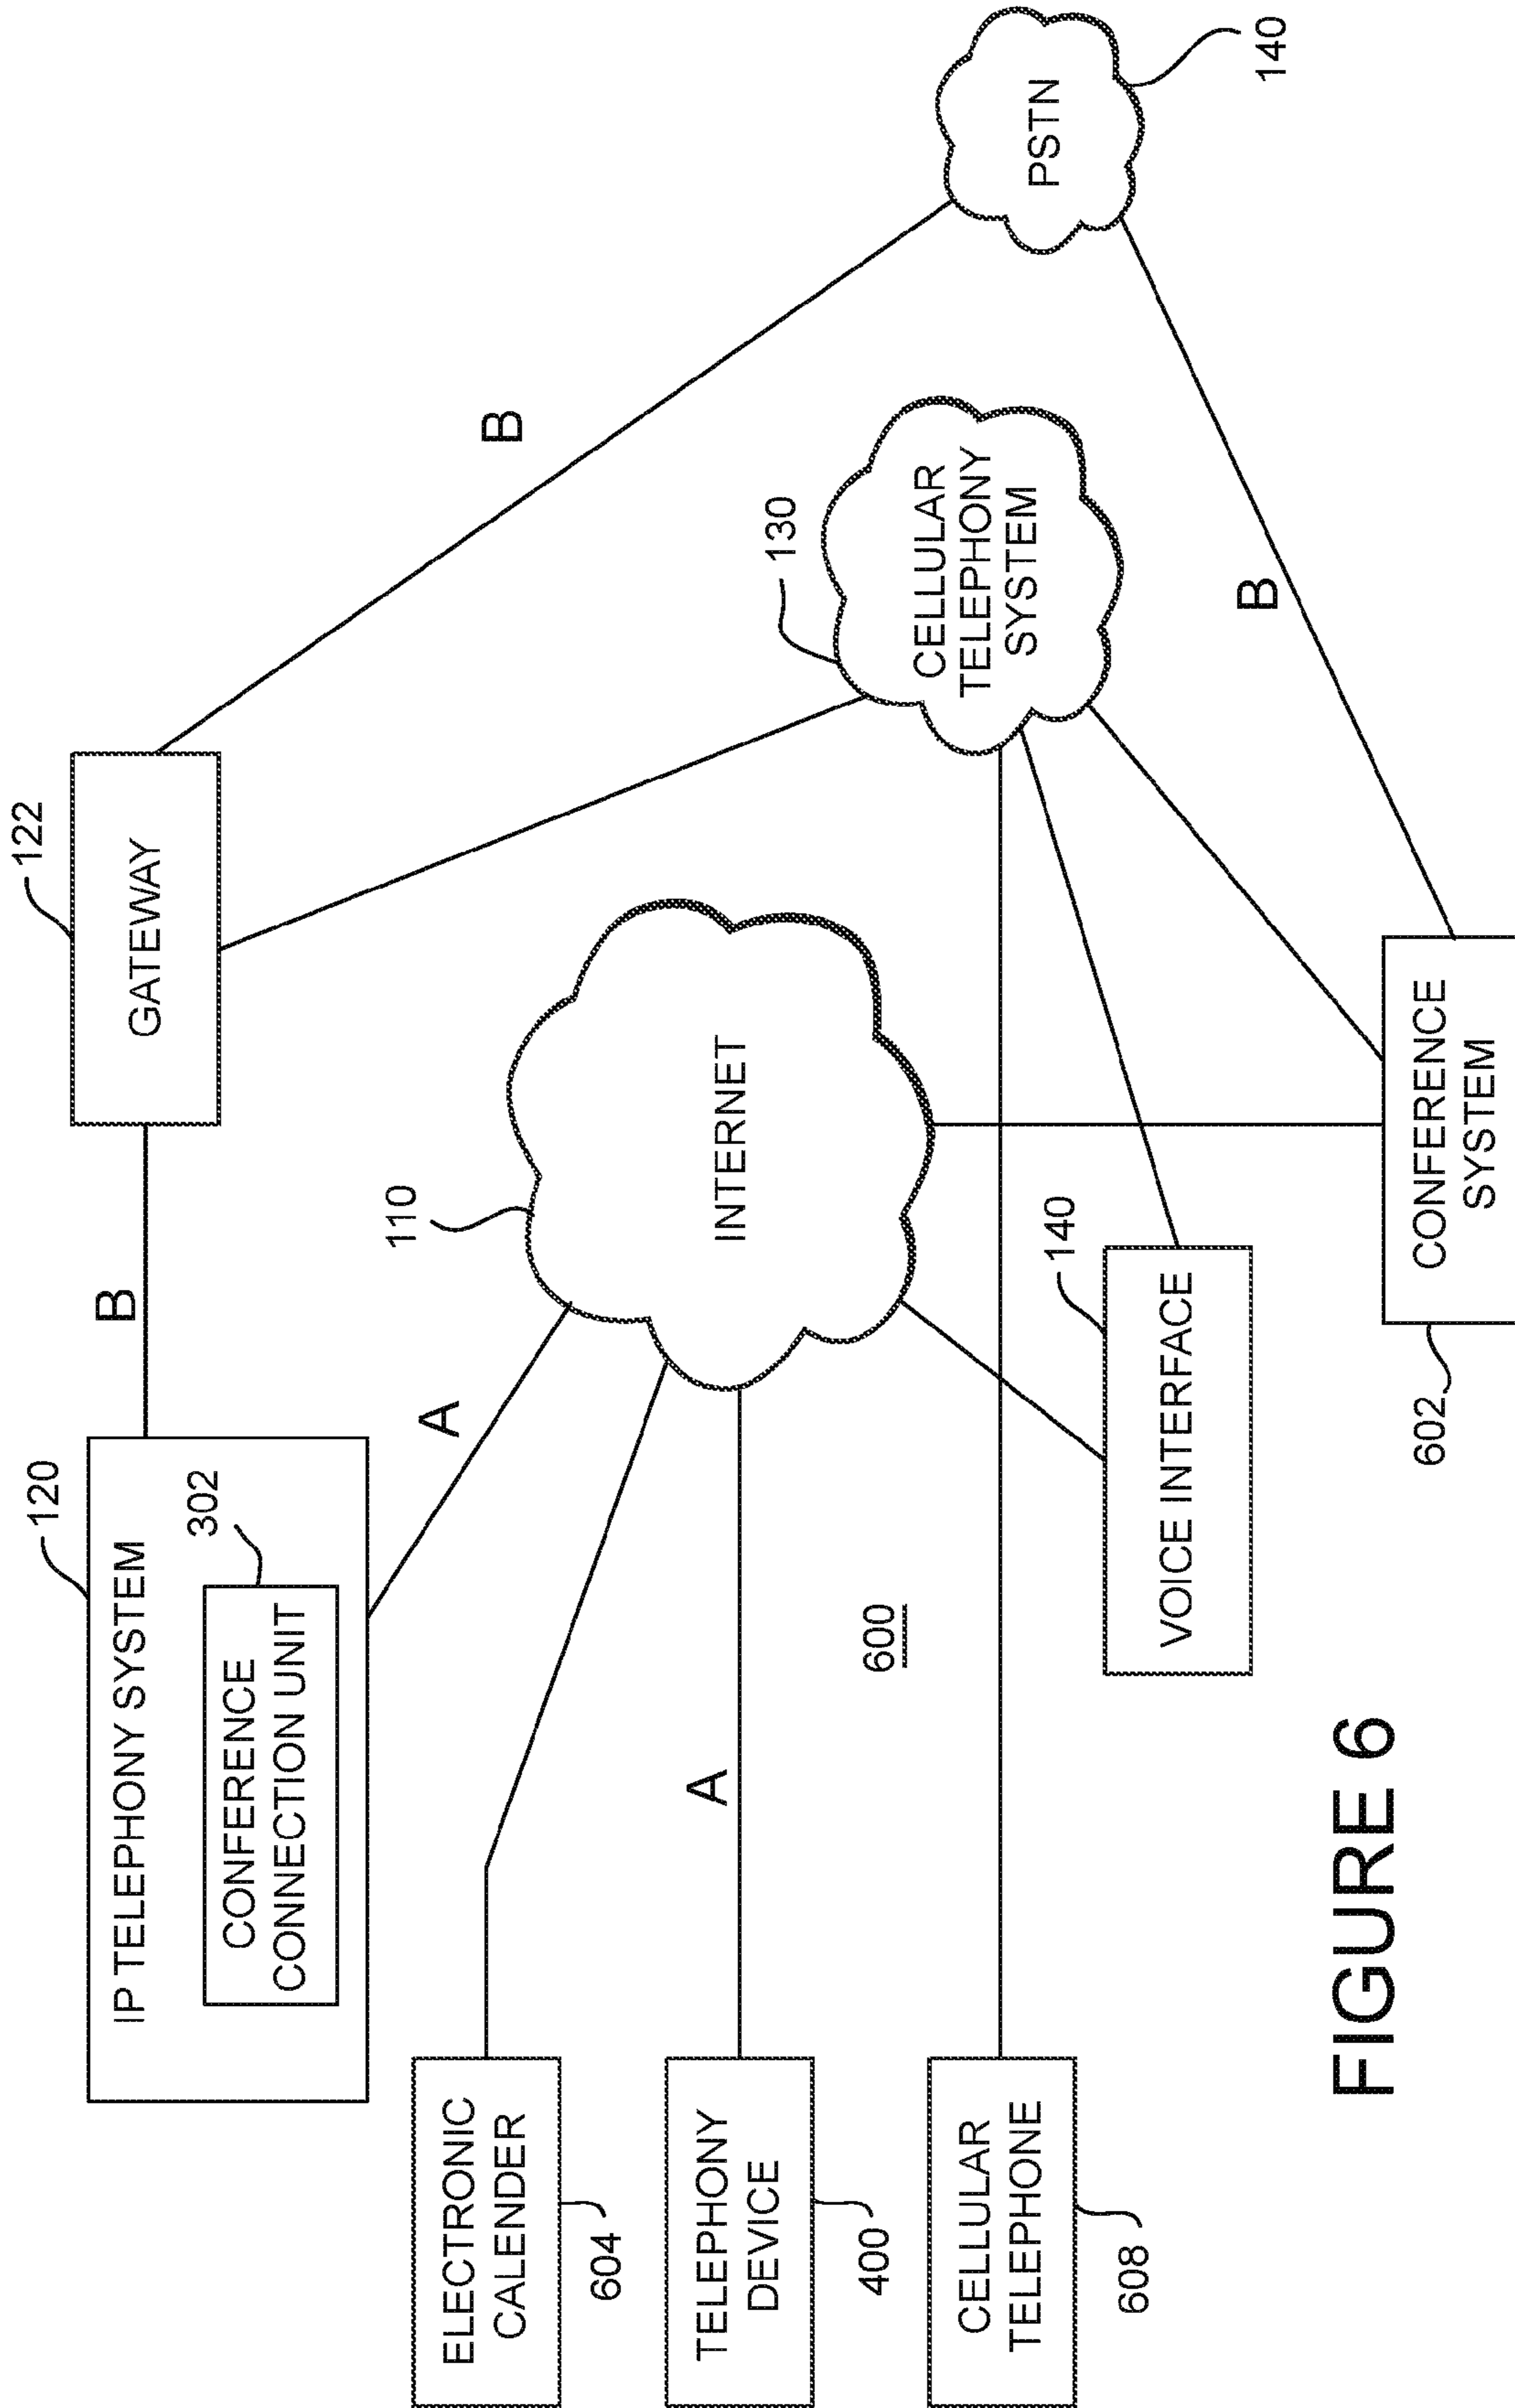 IP TELEPHONY SYSTEM
120
CONFERENCE
CONNECTION UNIT
302
B
GATEWAY
122
A
B
ELECTRONIC
CALENDER
604
110
INTERNET
130
CELLULAR
TELEPHONY
SYSTEM
PSTN
140
TELEPHONY
DEVICE
400
A
600
CELLULAR
TELEPHONE
608
VOICE INTERFACE
140
B
CONFERENCE
SYSTEM
602
FIGURE 6